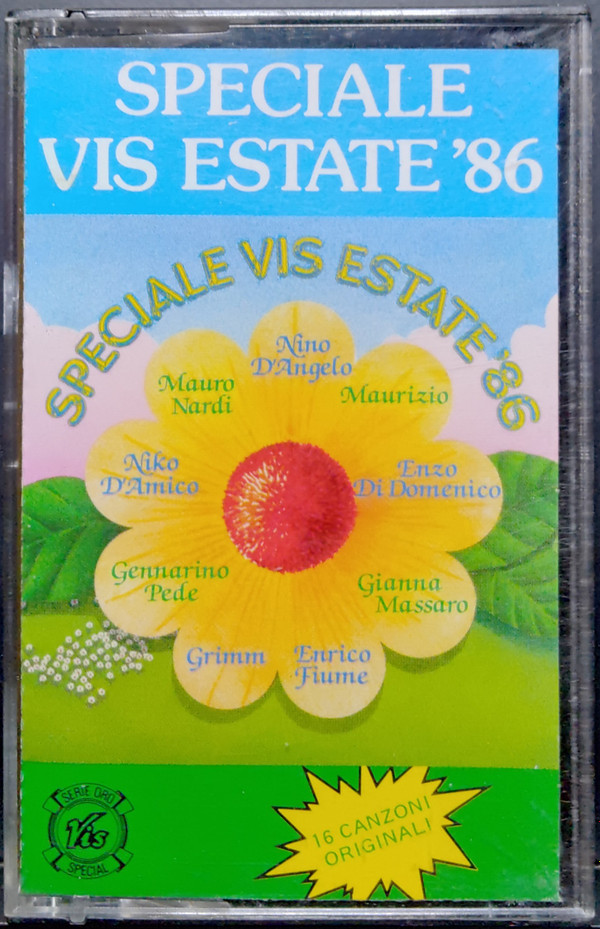 SPECIALE
VIS ESTATE '86
SPECIALE VIS ESTATE '86
Nino
D'Angelo
Mauro
Nardi
Maurizio
Niko
D'Amico
Enzo
Di Domenico
Gennarino
Pede
Gianna
Massaro
Grimm
Enrico
Fiume
SERIE ORO
Vis
SPECIAL
16 CANZONI
ORIGINALI